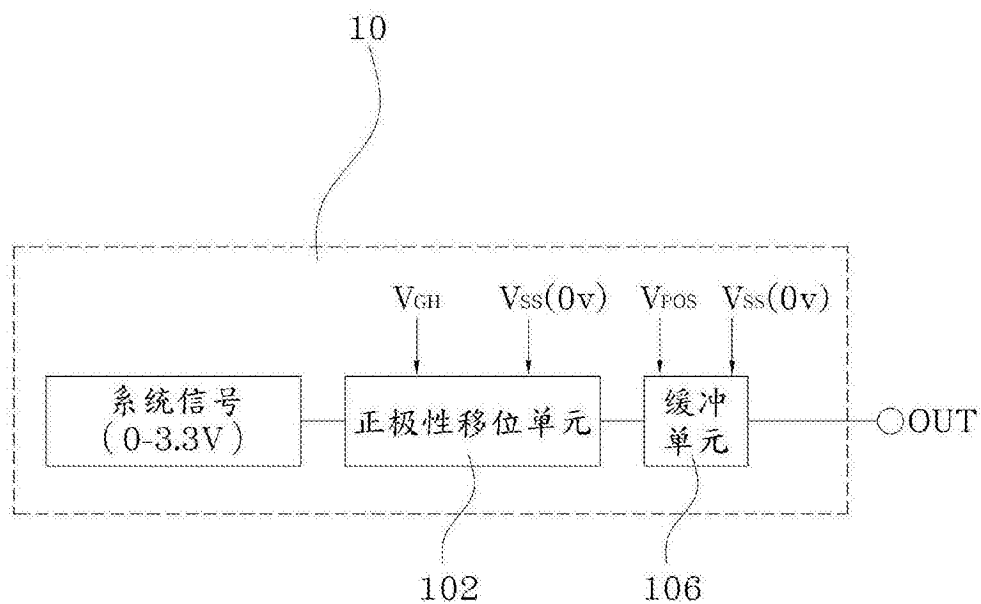 10
VGH
VSS(0v)
VPOS
VSS(0v)
系统信号
(0-3.3V)
正极性移位单元
缓冲
单元
OUT
102
106